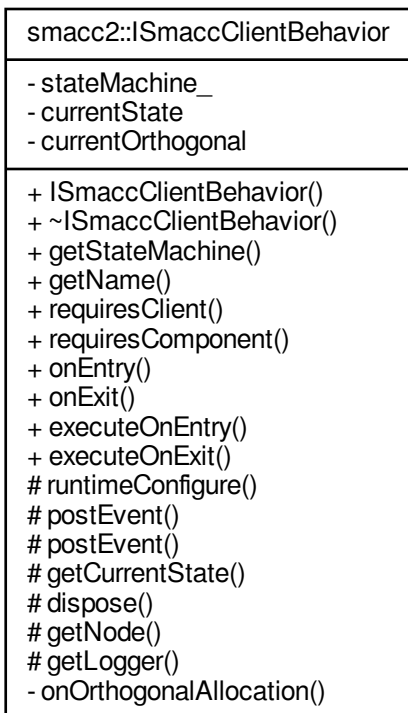 smacc2::ISmaccClientBehavior
- stateMachine_
- currentState
- currentOrthogonal
+ ISmaccClientBehavior()
+ ~ISmaccClientBehavior()
+ getStateMachine()
+ getName()
+ requiresClient()
+ requiresComponent()
+ onEntry()
+ onExit()
+ executeOnEntry()
+ executeOnExit()
# runtimeConfigure()
# postEvent()
# postEvent()
# getCurrentState()
# dispose()
# getNode()
# getLogger()
- onOrthogonalAllocation()